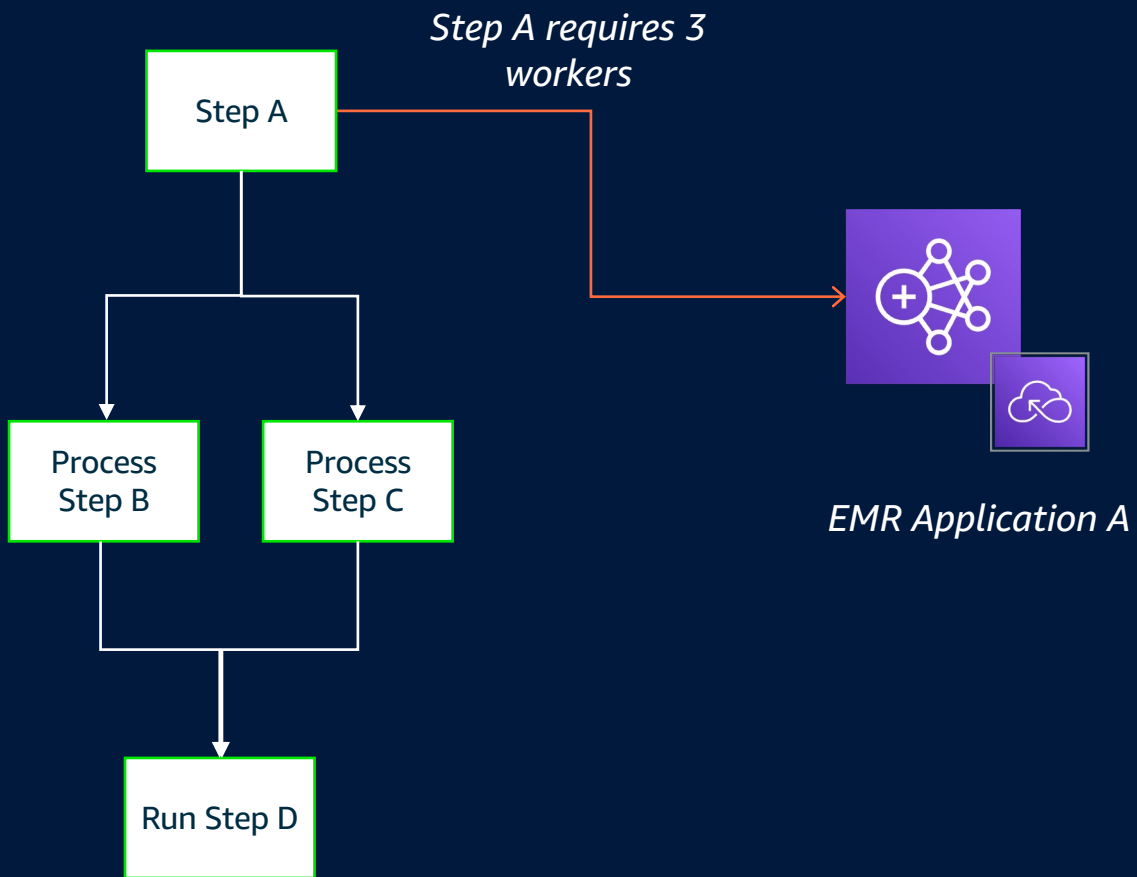 Step A requires 3
workers
Step A
Process
Step B
Process
Step C
EMR Application A
Run Step D